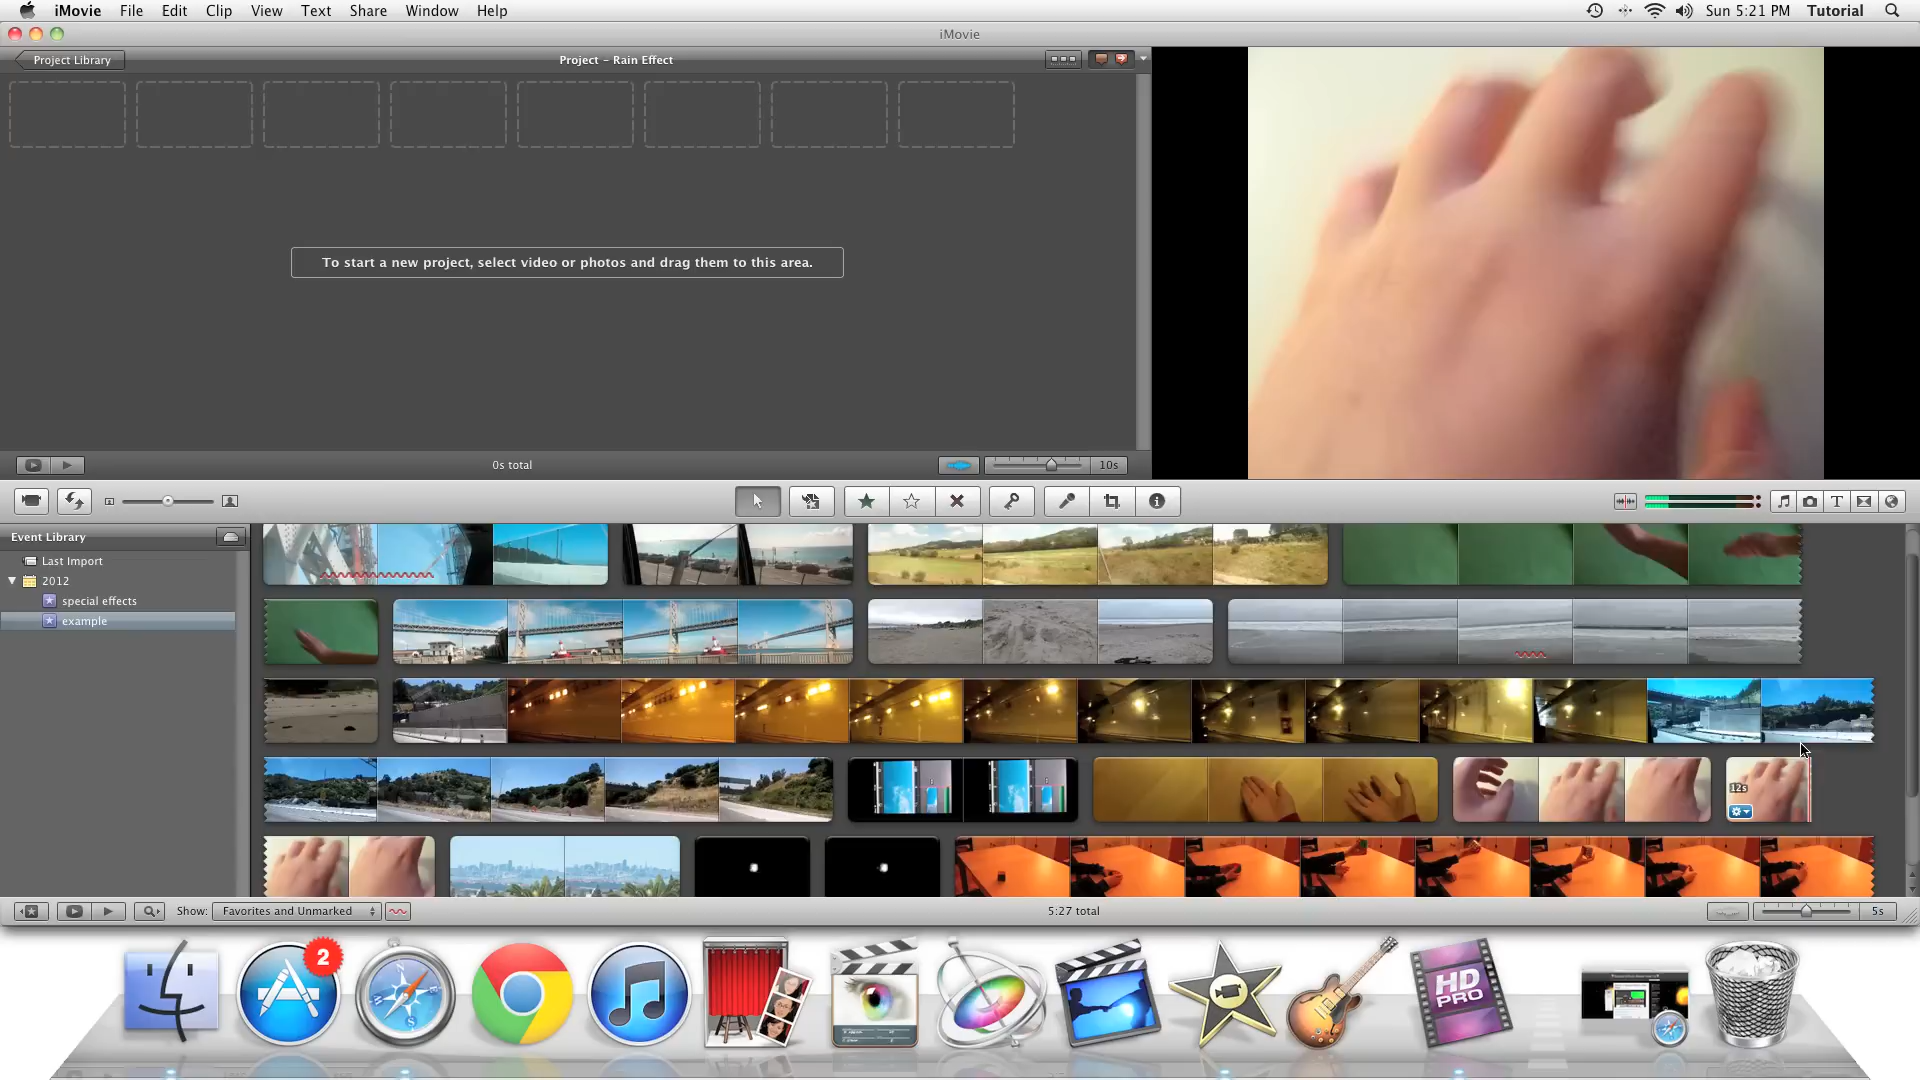 iMovie File Edit Clip View Text Share Window Help Sun 5:21 PM Tutorial
iMovie
Project Library Project - Rain Effect
To start a new project, select video or photos and drag them to this area.
0s total 10s
Event Library
Last Import
2012
special effects
example
12s
Show: Favorites and Unmarked 5:27 total 5s
2
HD
PRO